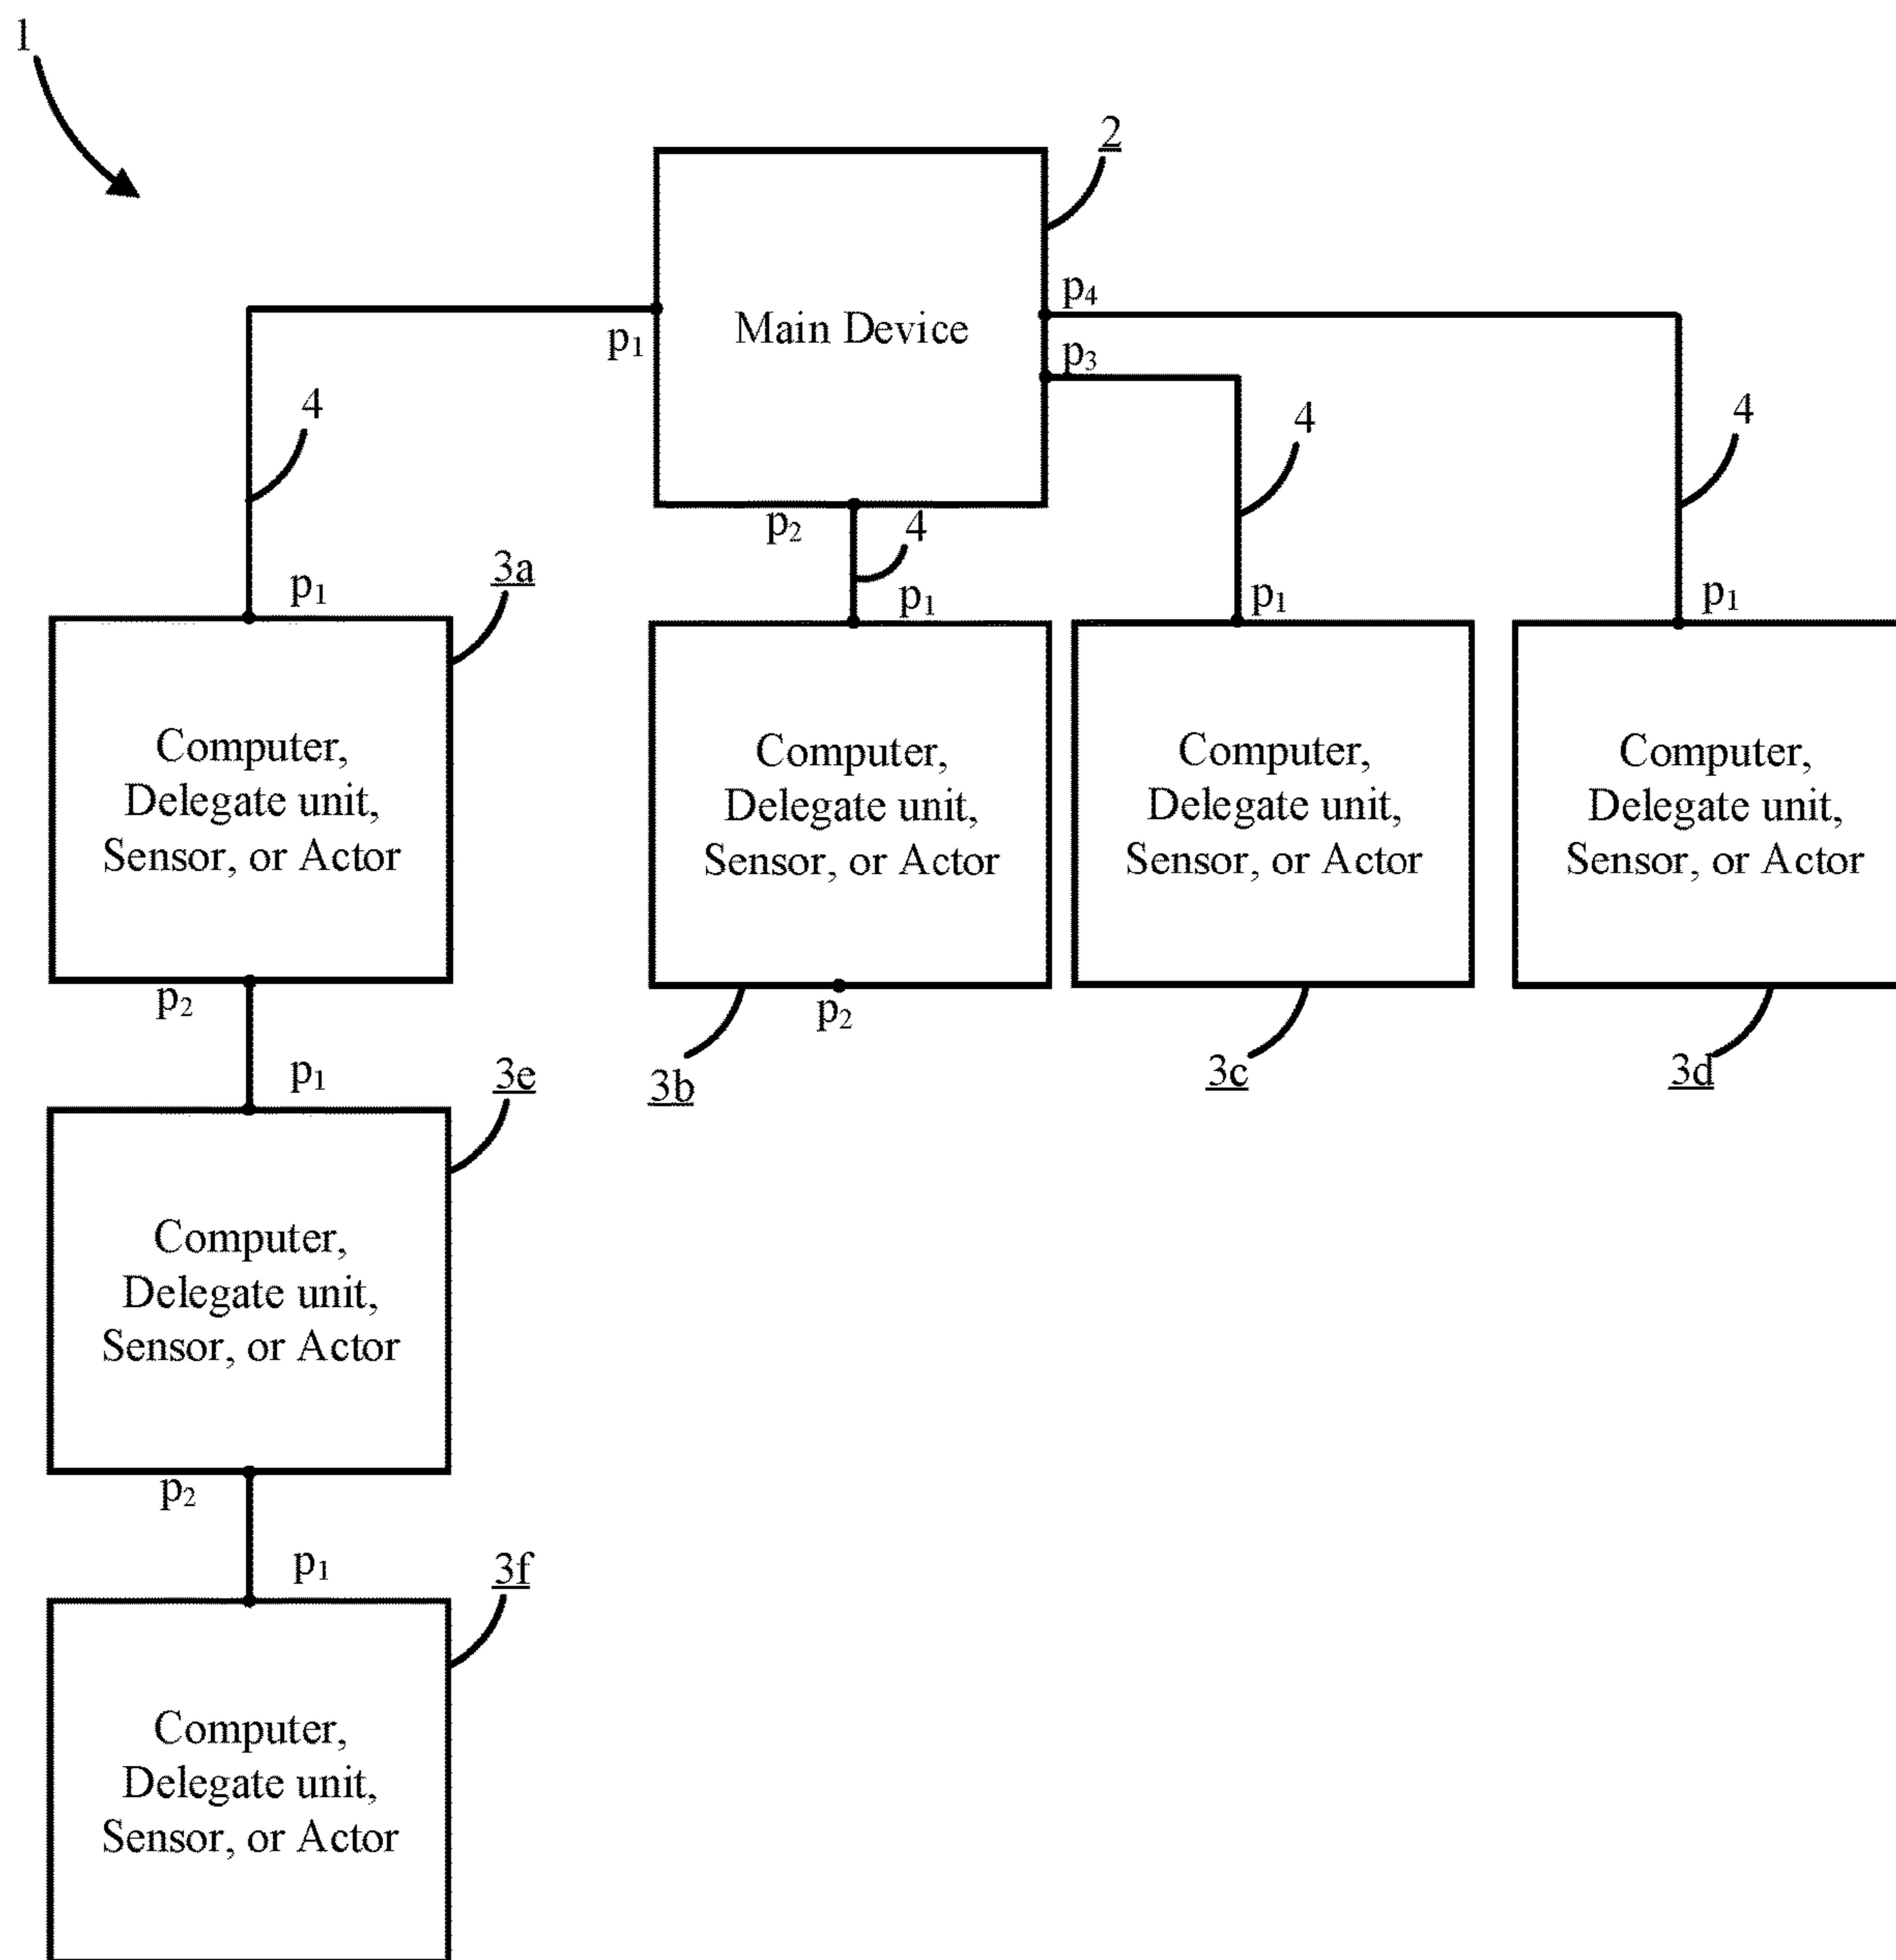 1
2
Main Device
p₁
p₄
p₃
p₂
4
4
4
4
p₁
3a
p₁
p₁
p₁
Computer,
Delegate unit,
Sensor, or Actor
Computer,
Delegate unit,
Sensor, or Actor
Computer,
Delegate unit,
Sensor, or Actor
Computer,
Delegate unit,
Sensor, or Actor
p₂
p₂
3b
3c
3d
p₁
3e
Computer,
Delegate unit,
Sensor, or Actor
p₂
p₁
3f
Computer,
Delegate unit,
Sensor, or Actor